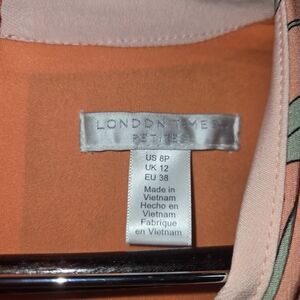 LONDON TIMES
PETITES
US 8P
UK 12
EU 38
Made in
Vietnam
Hecho en
Vietnam
Fabrique
en Vietnam